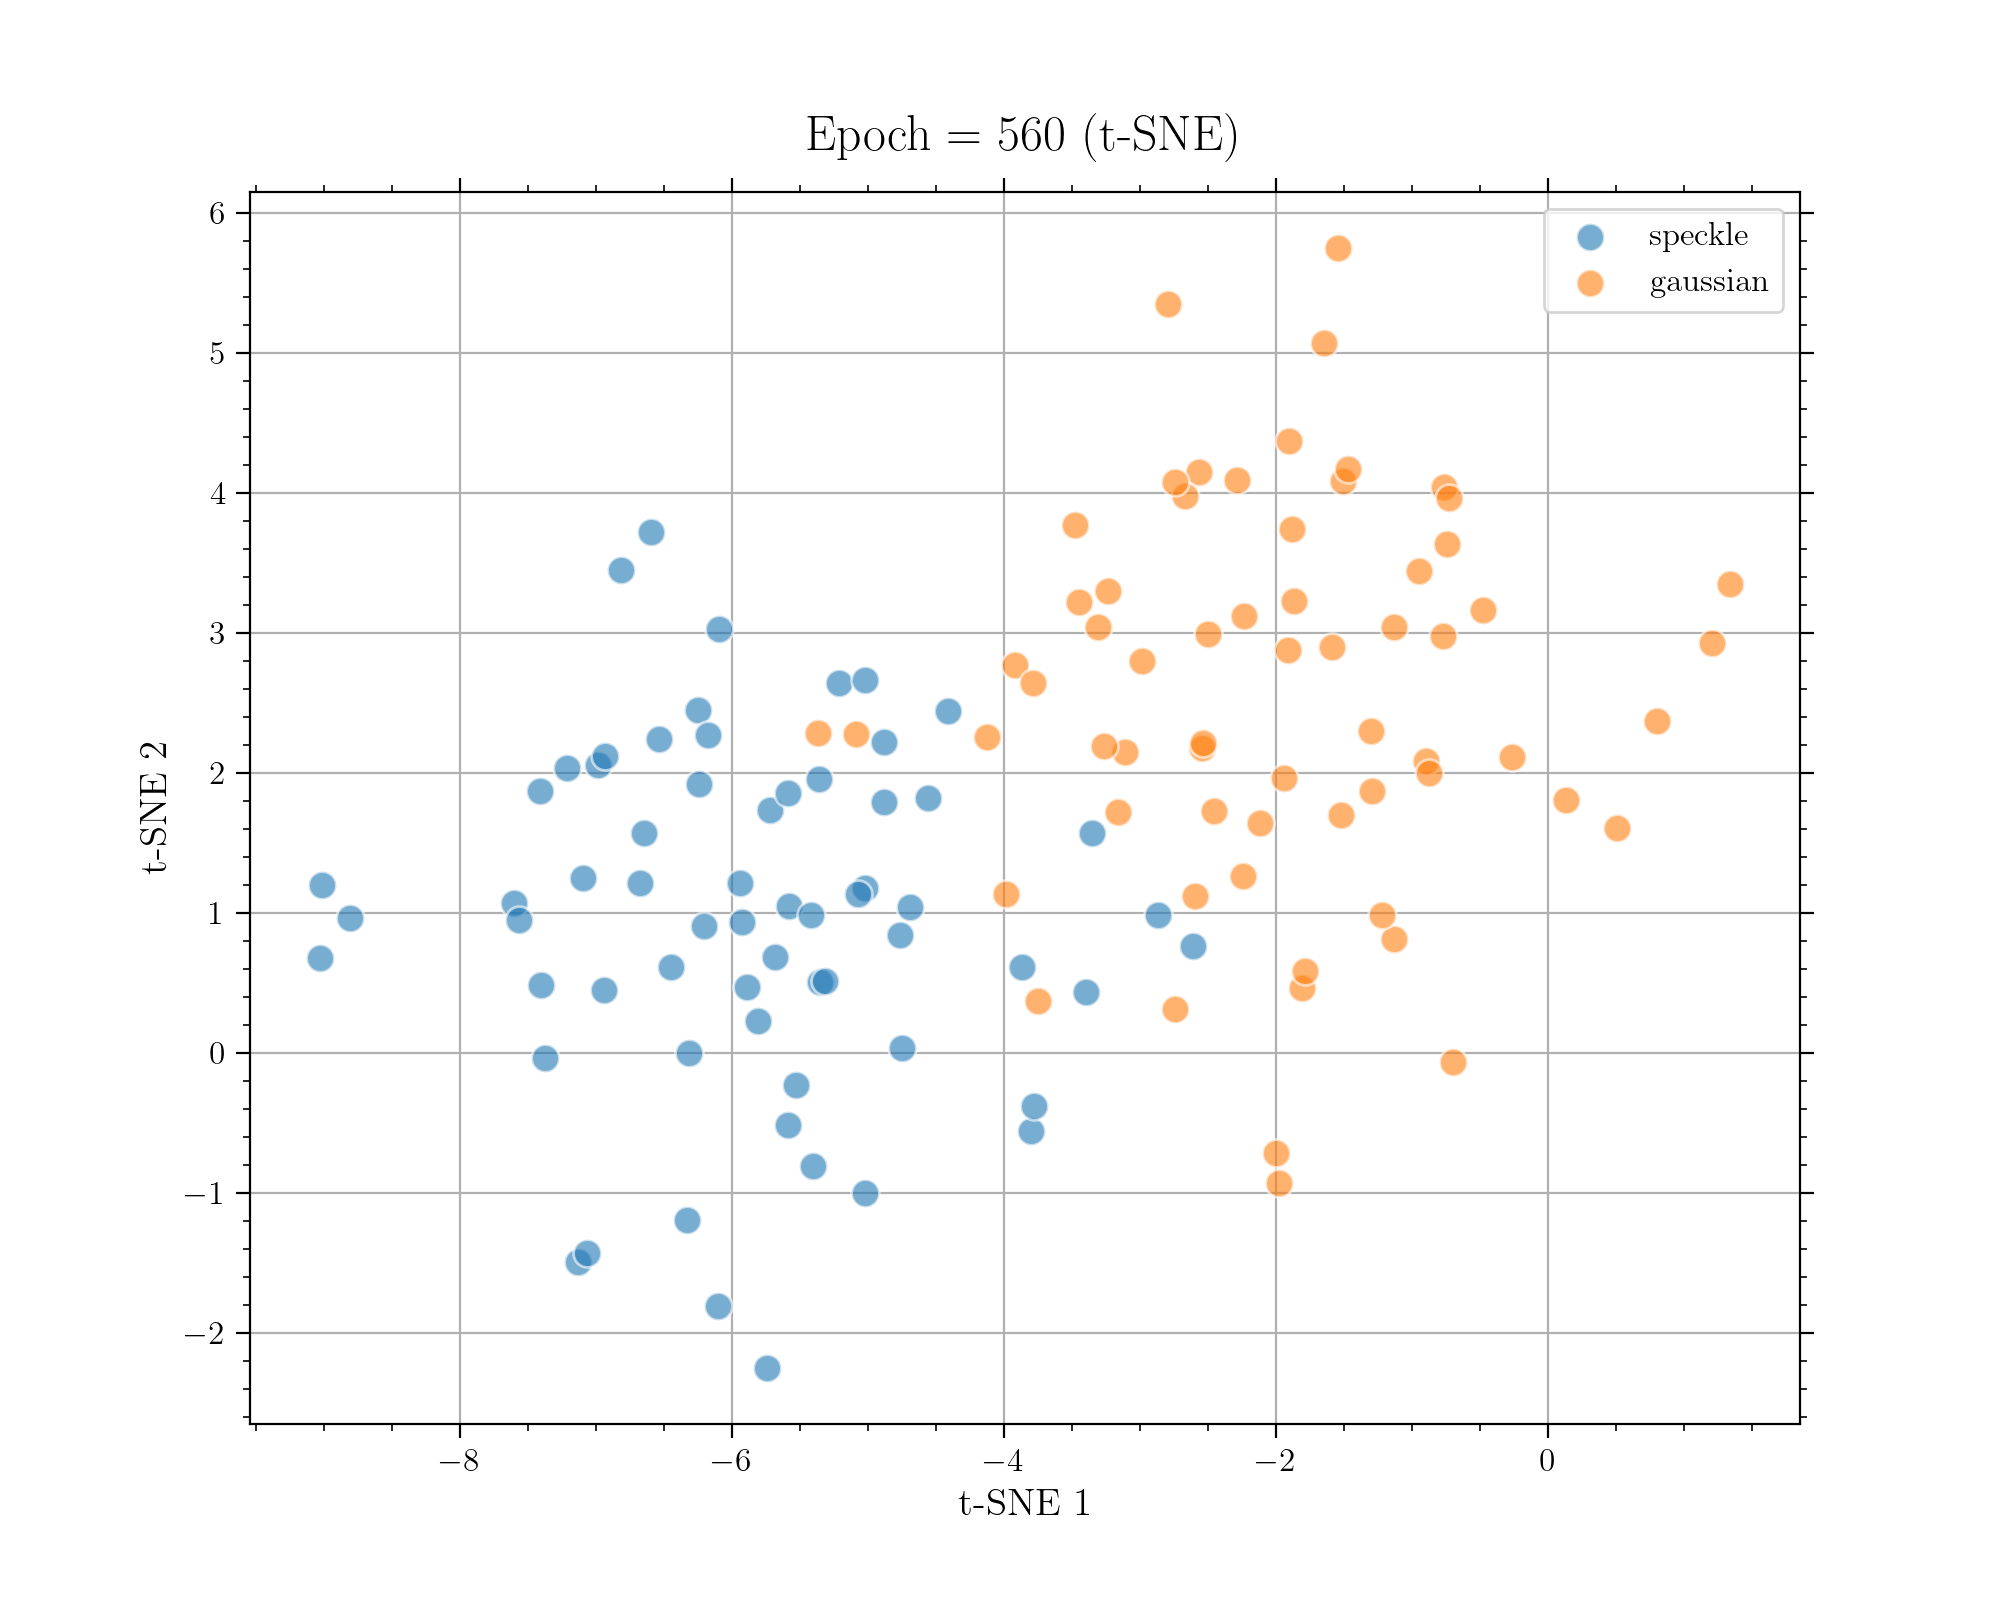 Epoch = 560 (t-SNE)
speckle
gaussian
6
5
4
3
2
1
0
−1
−2
t-SNE 2
−8 −6 −4 −2 0
t-SNE 1